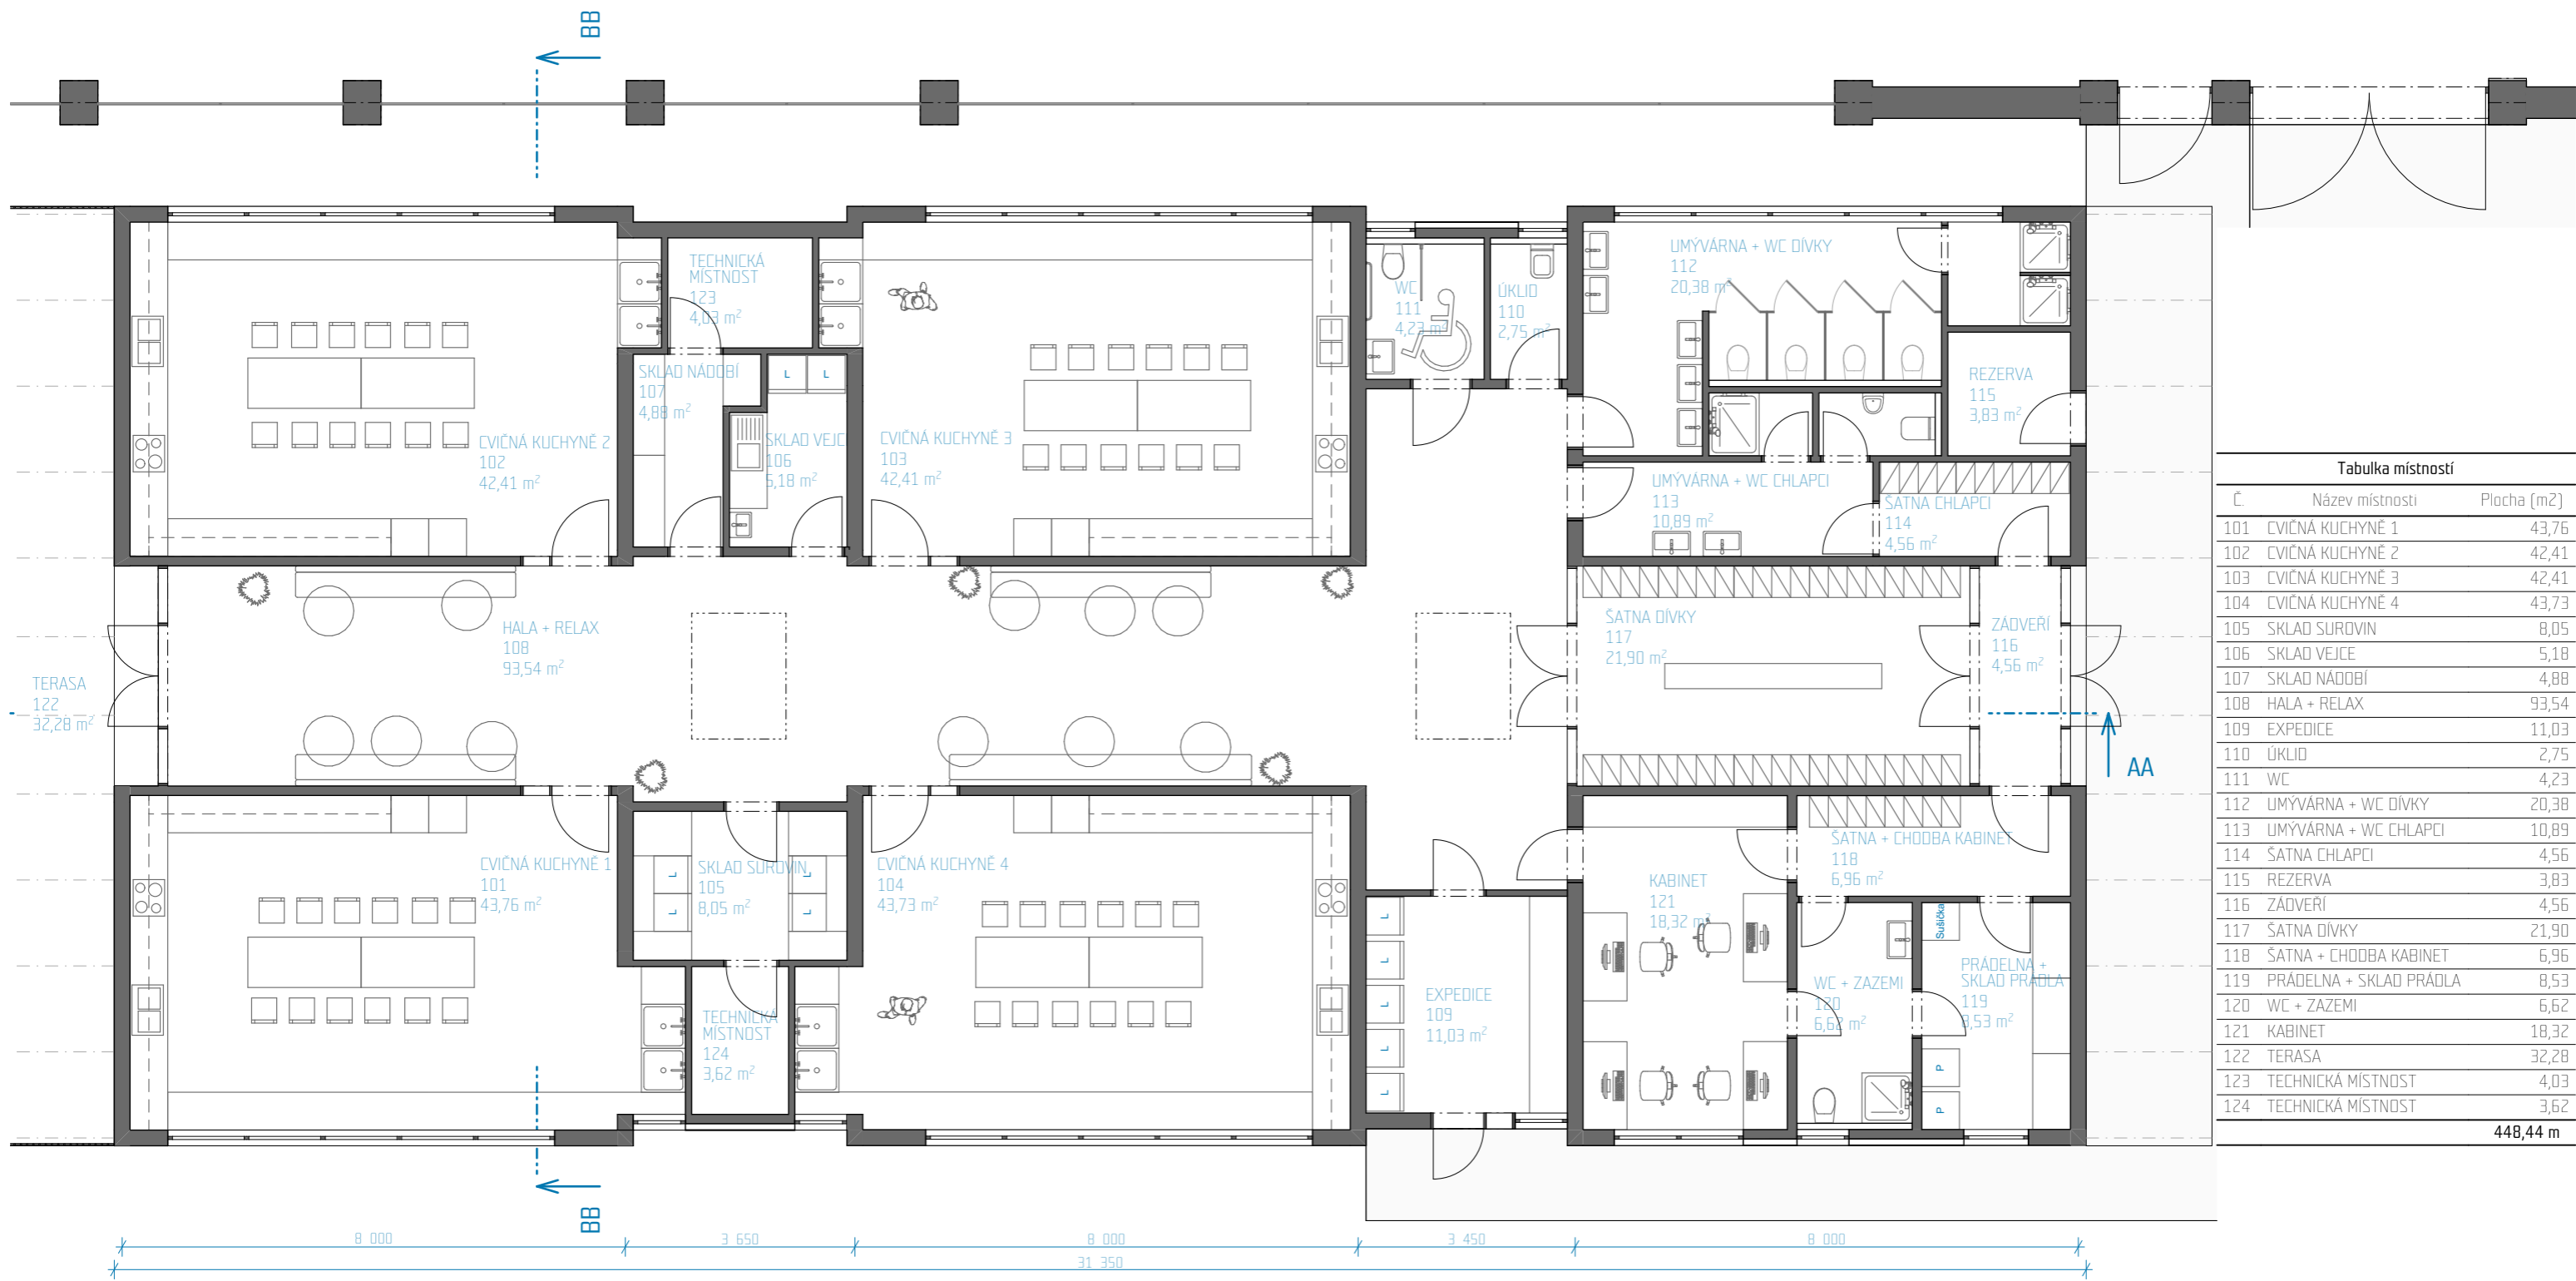 BB
TECHNICKÁ
MÍSTNOST
123
4,03 m²
UMÝVÁRNA + WC DÍVKY
112
20,38 m²
WC
111
4,23 m²
ÚKLID
110
2,75 m²
SKLAD NÁDOBÍ
107
4,88 m²
L
L
REZERVA
115
3,83 m²
CVIČNÁ KUCHYNĚ 2
102
42,41 m²
SKLAD VEJCE
106
5,18 m²
CVIČNÁ KUCHYNĚ 3
103
42,41 m²
UMÝVÁRNA + WC CHLAPCI
113
10,89 m²
ŠATNA CHLAPCI
114
4,56 m²
HALA + RELAX
108
93,54 m²
ŠATNA DÍVKY
117
21,90 m²
ZÁDVEŘÍ
116
4,56 m²
TERASA
122
32,28 m²
AA
CVIČNÁ KUCHYNĚ 1
101
43,76 m²
SKLAD SUROVIN
105
8,05 m²
L
L
L
L
CVIČNÁ KUCHYNĚ 4
104
43,73 m²
KABINET
121
18,32 m²
ŠATNA + CHODBA KABINET
118
6,96 m²
Sušička
TECHNICKÁ
MÍSTNOST
124
3,62 m²
L
L
L
L
L
EXPEDICE
109
11,03 m²
WC + ZAZEMI
120
6,62 m²
PRÁDELNA +
SKLAD PRÁDLA
119
8,53 m²
P
P
BB
8 000
3 650
8 000
3 450
8 000
31 350
Tabulka místností
Č. Název místnosti Plocha (m2)
101 CVIČNÁ KUCHYNĚ 1 43,76
102 CVIČNÁ KUCHYNĚ 2 42,41
103 CVIČNÁ KUCHYNĚ 3 42,41
104 CVIČNÁ KUCHYNĚ 4 43,73
105 SKLAD SUROVIN 8,05
106 SKLAD VEJCE 5,18
107 SKLAD NÁDOBÍ 4,88
108 HALA + RELAX 93,54
109 EXPEDICE 11,03
110 ÚKLID 2,75
111 WC 4,23
112 UMÝVÁRNA + WC DÍVKY 20,38
113 UMÝVÁRNA + WC CHLAPCI 10,89
114 ŠATNA CHLAPCI 4,56
115 REZERVA 3,83
116 ZÁDVEŘÍ 4,56
117 ŠATNA DÍVKY 21,90
118 ŠATNA + CHODBA KABINET 6,96
119 PRÁDELNA + SKLAD PRÁDLA 8,53
120 WC + ZAZEMI 6,62
121 KABINET 18,32
122 TERASA 32,28
123 TECHNICKÁ MÍSTNOST 4,03
124 TECHNICKÁ MÍSTNOST 3,62
448,44 m